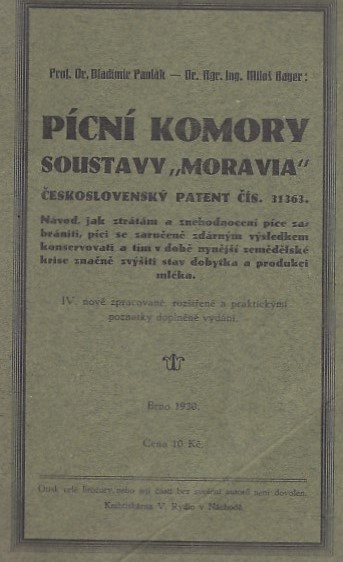 Prof. Dr. Vladimír Pavlák — Dr. Agr. Ing. Miloš Bayer:
PÍCNÍ KOMORY
SOUSTAVY „MORAVIA“
ČESKOSLOVENSKÝ PATENT ČÍS. 31363.
Návod, jak ztrátám a znehodnocení píce za-
brániti, píci se zaručeně zdárným výsledkem
konservovati a tím v době nynější zemědělské
krise značně zvýšiti stav dobytka a produkci
mléka.
IV. nově zpracované, rozšířené a praktickými
poznatky doplněné vydání.
Brno 1930.
Cena 10 Kč.
Otisk celé brožury, nebo její části bez svolení autorů není dovolen.
Knihtiskárna V. Rydlo v Náchodě.